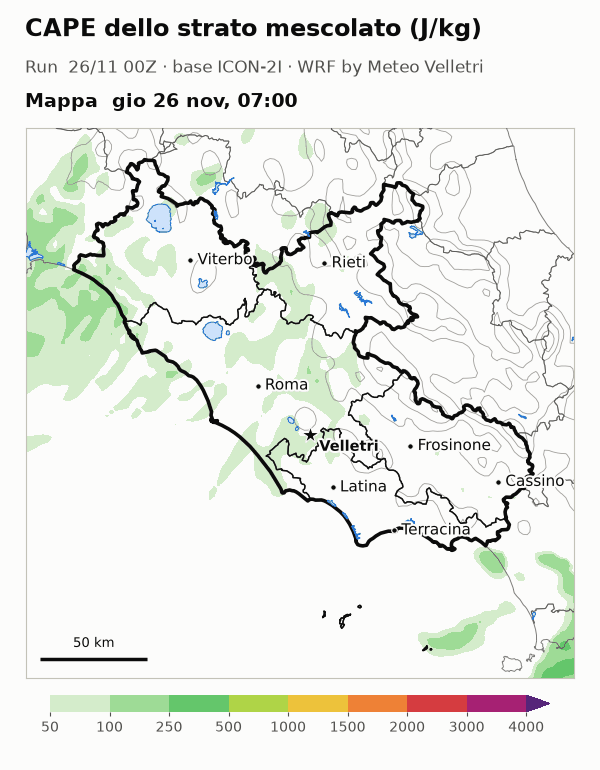 CAPE dello strato mescolato (J/kg)
Run  26/11 00Z · base ICON-2I · WRF by Meteo Velletri
Mappa  gio 26 nov, 07:00
Viterbo
Rieti
Roma
Velletri
Frosinone
Cassino
Latina
Terracina
50 km
50 100 250 500 1000 1500 2000 3000 4000